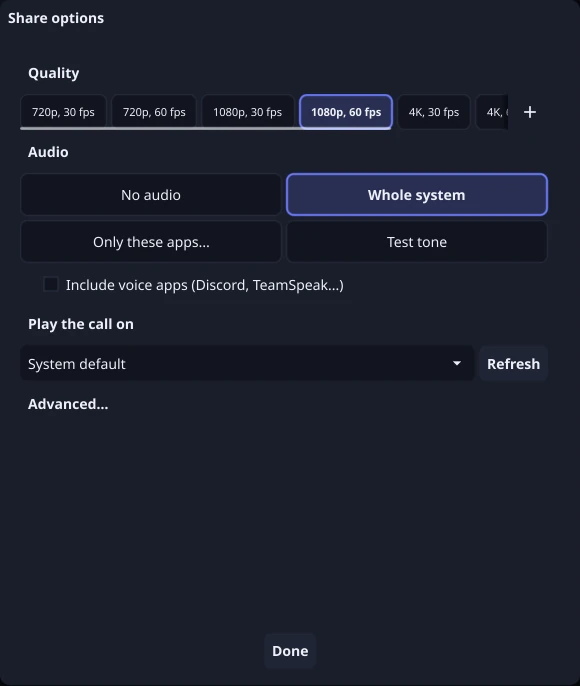 Share options
Quality
720p, 30 fps 720p, 60 fps 1080p, 30 fps 1080p, 60 fps 4K, 30 fps 4K, +
Audio
No audio Whole system
Only these apps... Test tone
Include voice apps (Discord, TeamSpeak...)
Play the call on
System default Refresh
Advanced...
Done